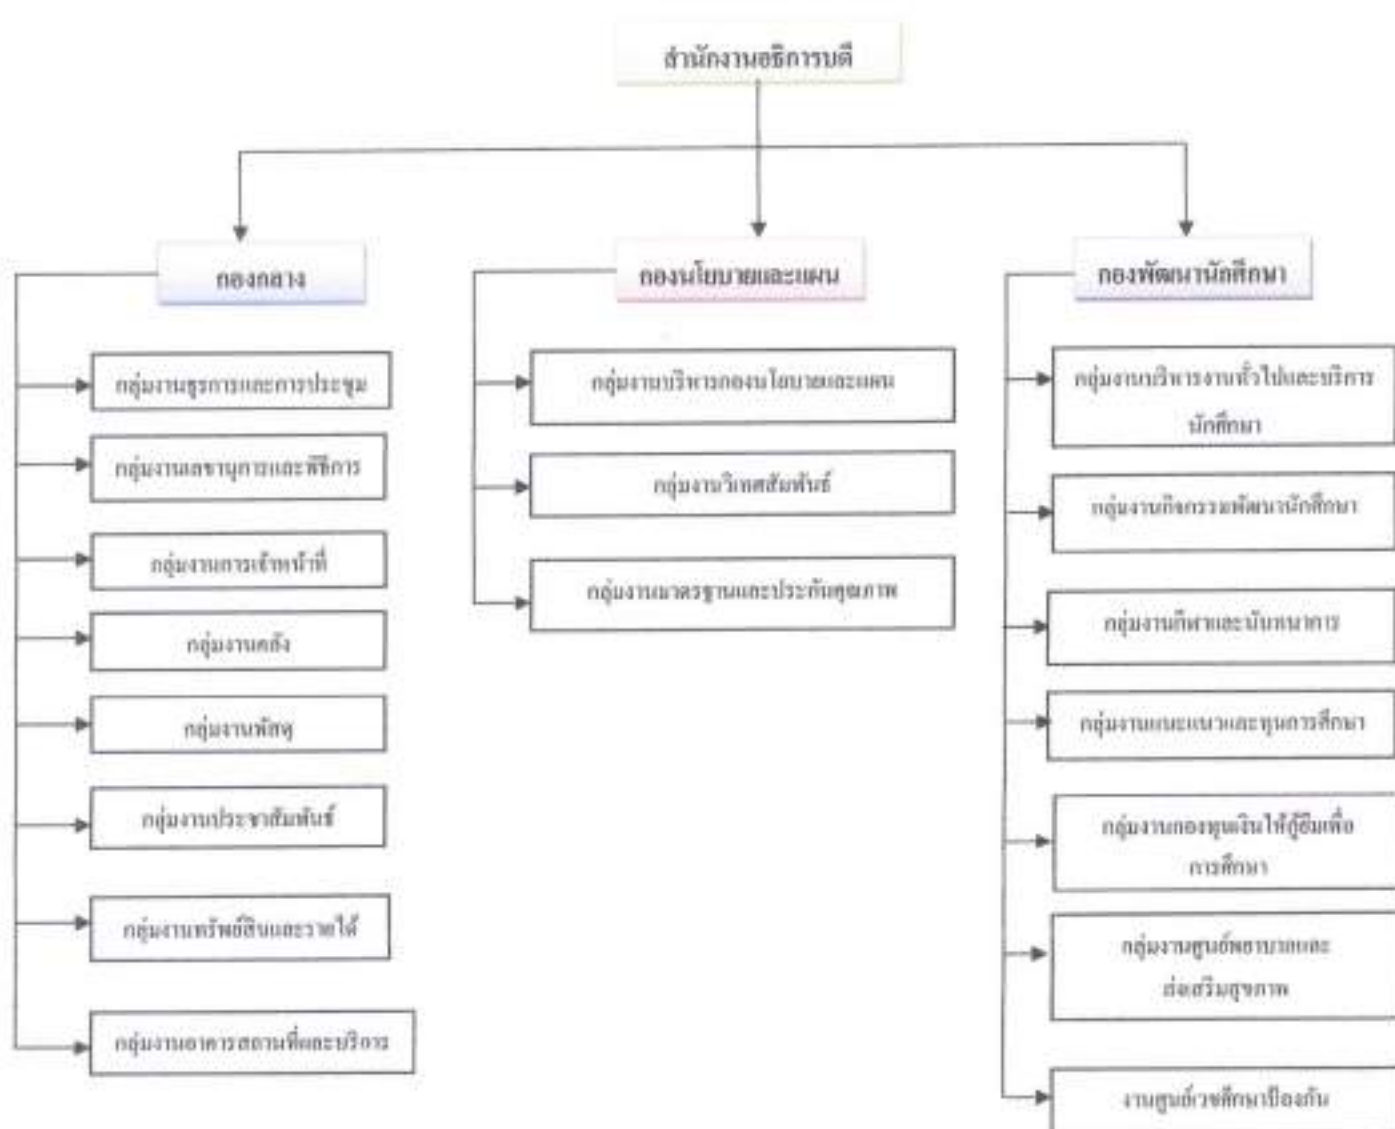 สำนักงานอธิการบดี
กองกลาง
กลุ่มงานธุรการและการประชุม
กลุ่มงานเลขานุการและพิธีการ
กลุ่มงานการเจ้าหน้าที่
กลุ่มงานคลัง
กลุ่มงานพัสดุ
กลุ่มงานประชาสัมพันธ์
กลุ่มงานทรัพย์สินและรายได้
กลุ่มงานอาคารสถานที่และบริการ
กองนโยบายและแผน
กลุ่มงานบริหารกองนโยบายและแผน
กลุ่มงานวิเทศสัมพันธ์
กลุ่มงานมาตรฐานและประกันคุณภาพ
กองพัฒนานักศึกษา
กลุ่มงานบริหารงานทั่วไปและบริการ
นักศึกษา
กลุ่มงานกิจกรรมพัฒนานักศึกษา
กลุ่มงานกีฬาและนันทนาการ
กลุ่มงานแนะแนวและทุนการศึกษา
กลุ่มงานกองทุนเงินให้กู้ยืมเพื่อ
การศึกษา
กลุ่มงานศูนย์พยาบาลและ
ส่งเสริมสุขภาพ
งานศูนย์เวชศึกษาป้องกัน